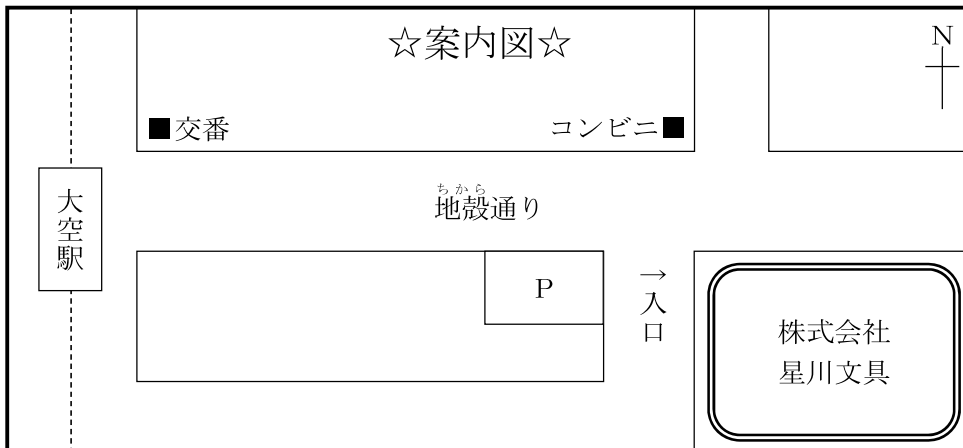 ☆案内図☆
N
■交番
コンビニ■
大空駅
ちから
地殻通り
P
→入口
株式会社
星川文具